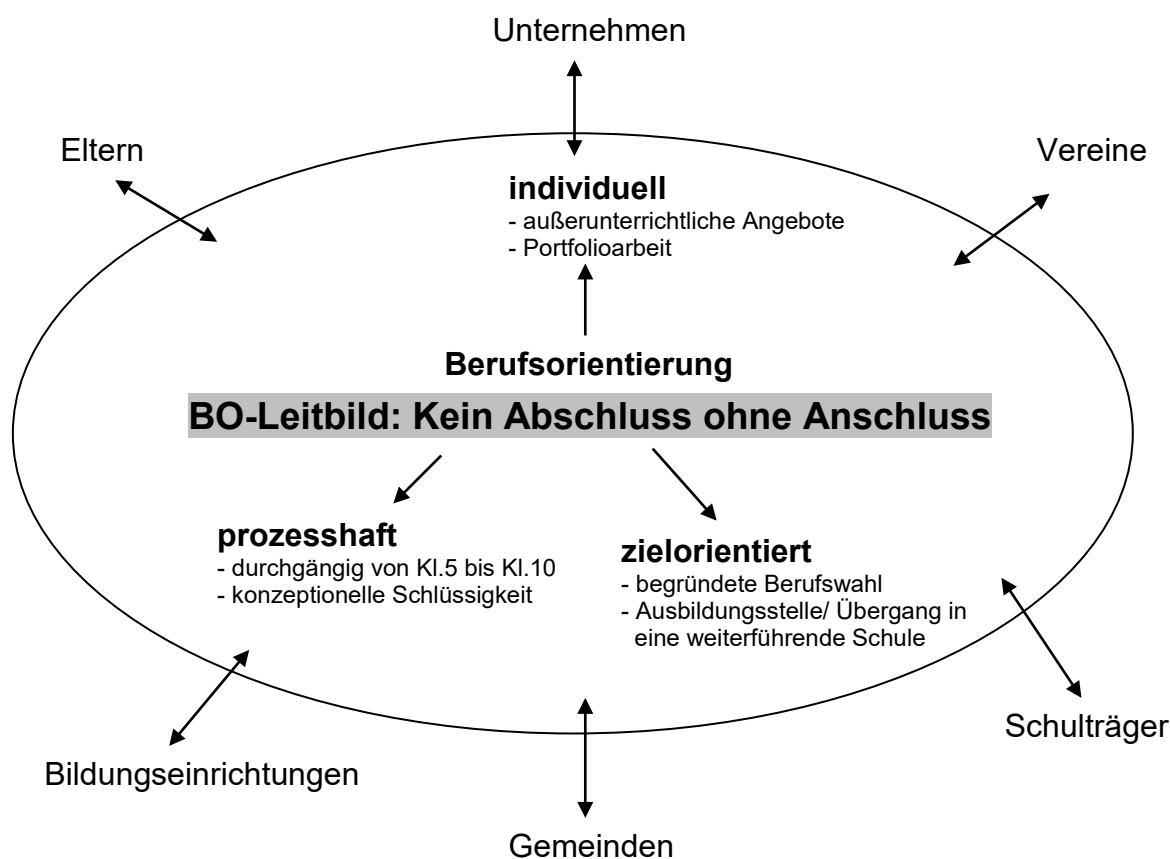 Unternehmen
Eltern
Vereine
individuell
- außerunterrichtliche Angebote
- Portfolioarbeit
Berufsorientierung
BO-Leitbild: Kein Abschluss ohne Anschluss
prozesshaft
- durchgängig von Kl.5 bis Kl.10
- konzeptionelle Schlüssigkeit
zielorientiert
- begründete Berufswahl
- Ausbildungsstelle/ Übergang in
eine weiterführende Schule
Schulträger
Bildungseinrichtungen
Gemeinden